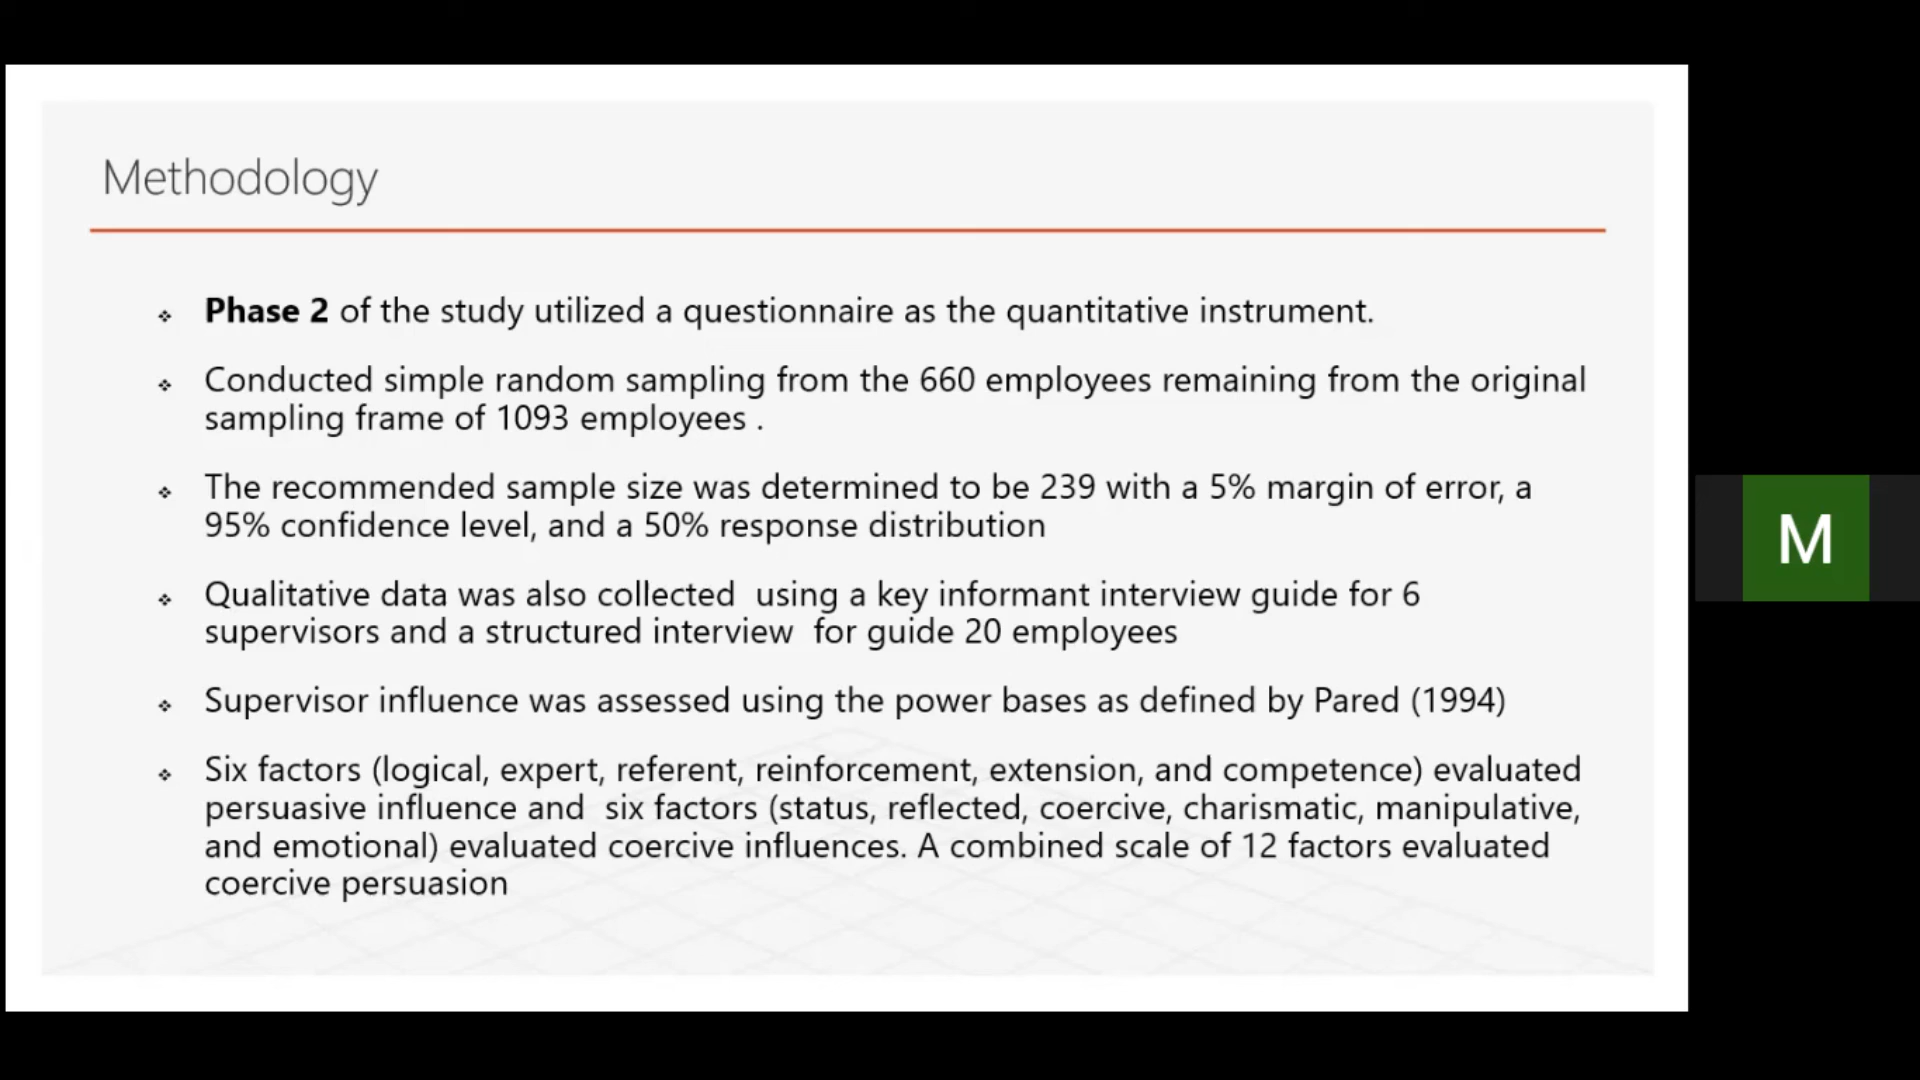 Methodology
Phase 2 of the study utilized a questionnaire as the quantitative instrument.
Conducted simple random sampling from the 660 employees remaining from the original
sampling frame of 1093 employees .
The recommended sample size was determined to be 239 with a 5% margin of error, a
95% confidence level, and a 50% response distribution
Qualitative data was also collected  using a key informant interview guide for 6
supervisors and a structured interview  for guide 20 employees
Supervisor influence was assessed using the power bases as defined by Pared (1994)
Six factors (logical, expert, referent, reinforcement, extension, and competence) evaluated
persuasive influence and  six factors (status, reflected, coercive, charismatic, manipulative,
and emotional) evaluated coercive influences. A combined scale of 12 factors evaluated
coercive persuasion
M